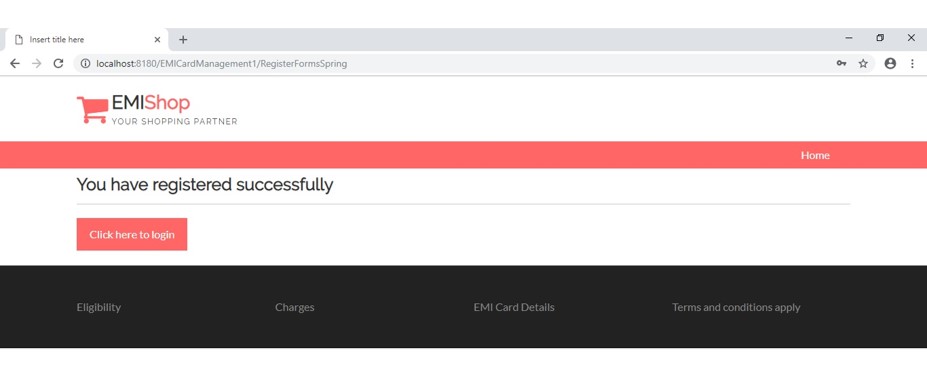 Insert title here
localhost:8180/EMICardManagement1/RegisterFormsSpring
EMIShop
YOUR SHOPPING PARTNER
Home
You have registered successfully
Click here to login
Eligibility Charges EMI Card Details Terms and conditions apply